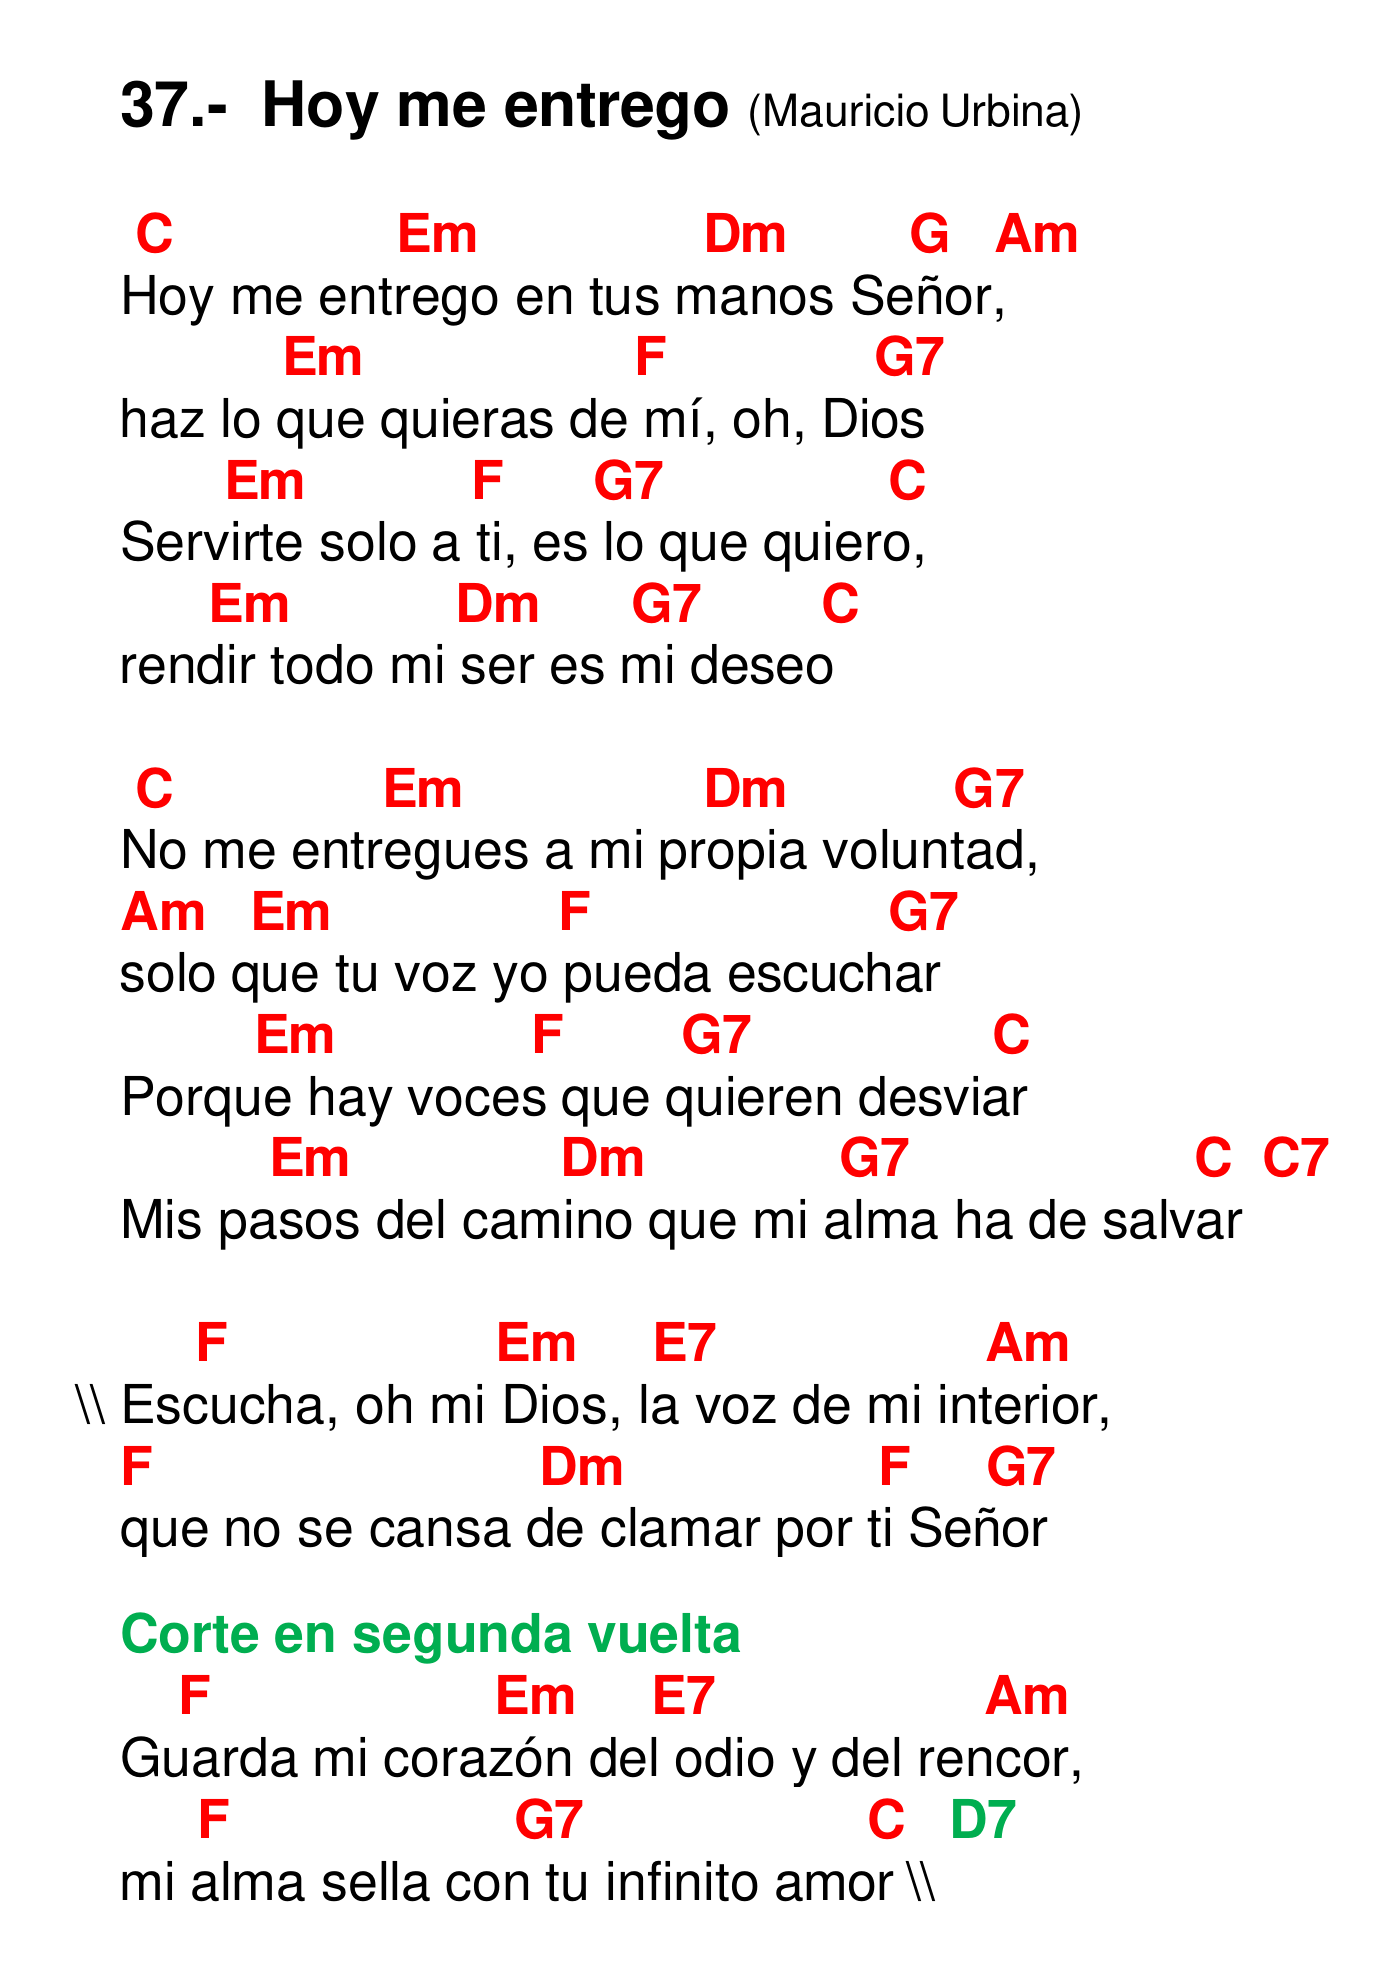 37.- Hoy me entrego (Mauricio Urbina)
C Em Dm G Am
Hoy me entrego en tus manos Señor,
Em F G7
haz lo que quieras de mí, oh, Dios
Em F G7 C
Servirte solo a ti, es lo que quiero,
Em Dm G7 C
rendir todo mi ser es mi deseo
C Em Dm G7
No me entregues a mi propia voluntad,
Am Em F G7
solo que tu voz yo pueda escuchar
Em F G7 C
Porque hay voces que quieren desviar
Em Dm G7 C C7
Mis pasos del camino que mi alma ha de salvar
F Em E7 Am
\\ Escucha, oh mi Dios, la voz de mi interior,
F Dm F G7
que no se cansa de clamar por ti Señor
Corte en segunda vuelta
F Em E7 Am
Guarda mi corazón del odio y del rencor,
F G7 C D7
mi alma sella con tu infinito amor \\